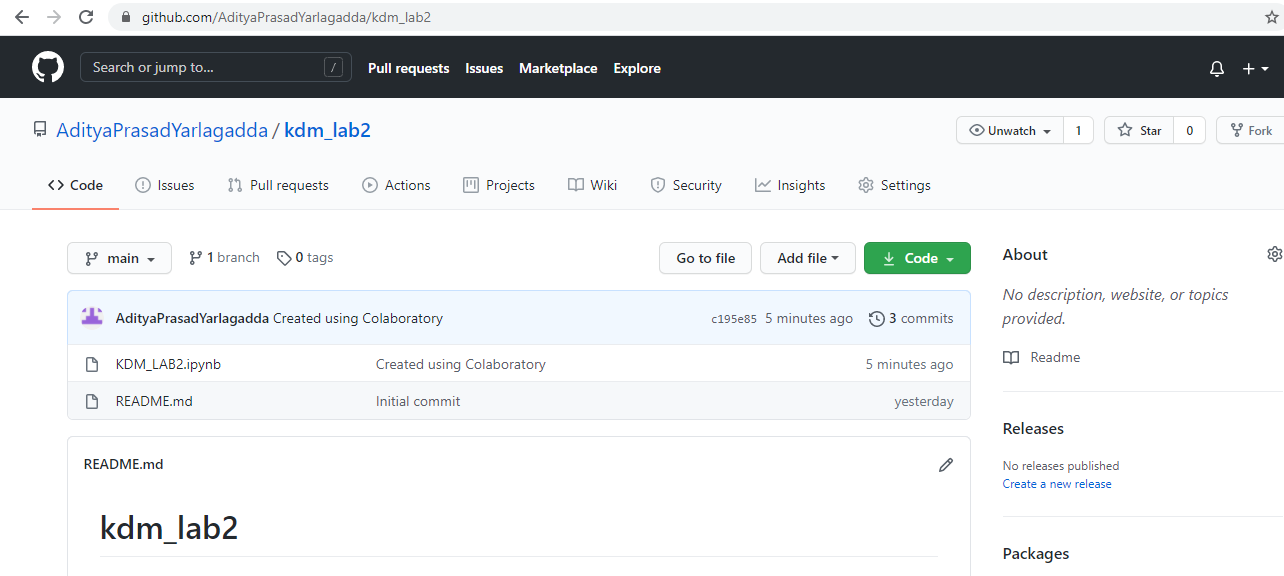 github.com/AdityaPrasadYarlagadda/kdm_lab2
Search or jump to... / Pull requests Issues Marketplace Explore
AdityaPrasadYarlagadda / kdm_lab2 Unwatch 1 Star 0 Fork
Code Issues Pull requests Actions Projects Wiki Security Insights Settings
main 1 branch 0 tags Go to file Add file Code
AdityaPrasadYarlagadda Created using Colaboratory c195e85 5 minutes ago 3 commits
KDM_LAB2.ipynb Created using Colaboratory 5 minutes ago
README.md Initial commit yesterday
README.md
kdm_lab2
About
No description, website, or topics
provided.
Readme
Releases
No releases published
Create a new release
Packages